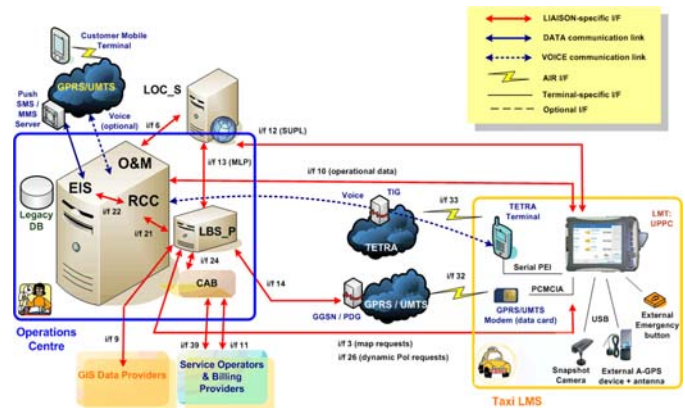 Customer Mobile
Terminal
GPRS/UMTS
Push
SMS /
MMS
Server
Voice
(optional)
LOC_S
i/f 6
i/f 12 (SUPL)
i/f 13 (MLP)
i/f 10 (operational data)
LIAISON-specific I/F
DATA communication link
VOICE communication link
AIR I/F
Terminal-specific I/F
Optional I/F
O&M
EIS
RCC
i/f 22
i/f 21
Legacy
DB
LBS_P
i/f 24
CAB
Operations
Centre
Voice
TIG
TETRA
i/f 33
i/f 14
GGSN / PDG
GPRS / UMTS
i/f 32
TETRA
Terminal
LMT:
UPPC
Serial PEI
PCMCIA
GPRS/UMTS
Modem (data card)
USB
External
Emergency
button
Snapshot
Camera
External A-GPS
device + antenna
Taxi LMS
i/f 3 (map requests)
i/f 26 (dynamic PoI requests)
i/f 9
i/f 39
i/f 11
GIS Data Providers
Service Operators
& Billing
Providers